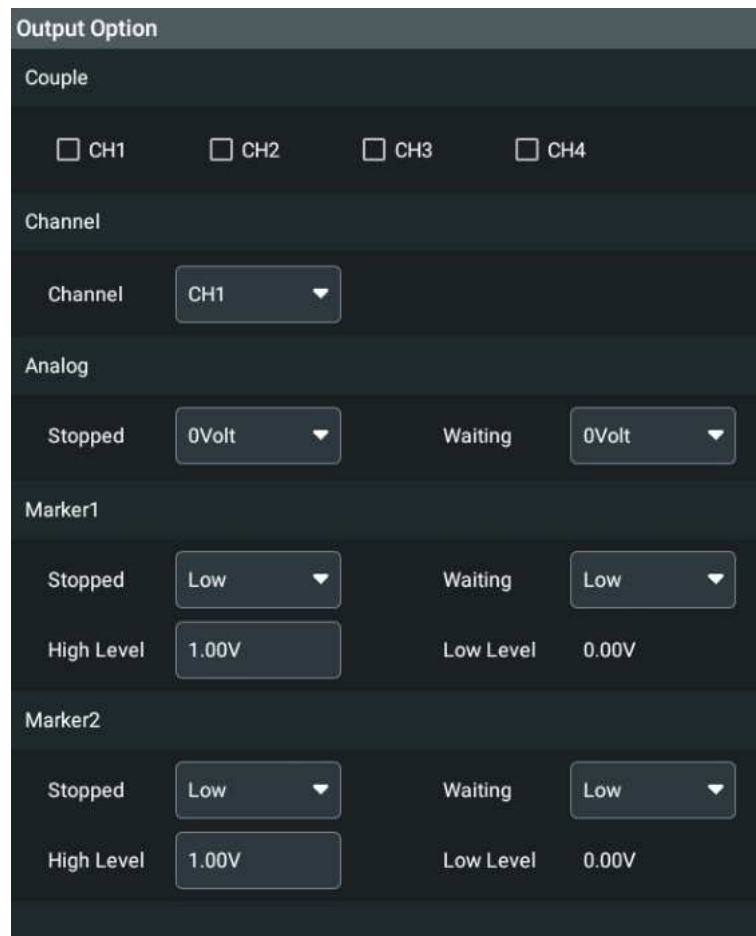 Output Option
Couple
CH1 CH2 CH3 CH4
Channel
Channel CH1
Analog
Stopped 0Volt Waiting 0Volt
Marker1
Stopped Low Waiting Low
High Level 1.00V Low Level 0.00V
Marker2
Stopped Low Waiting Low
High Level 1.00V Low Level 0.00V